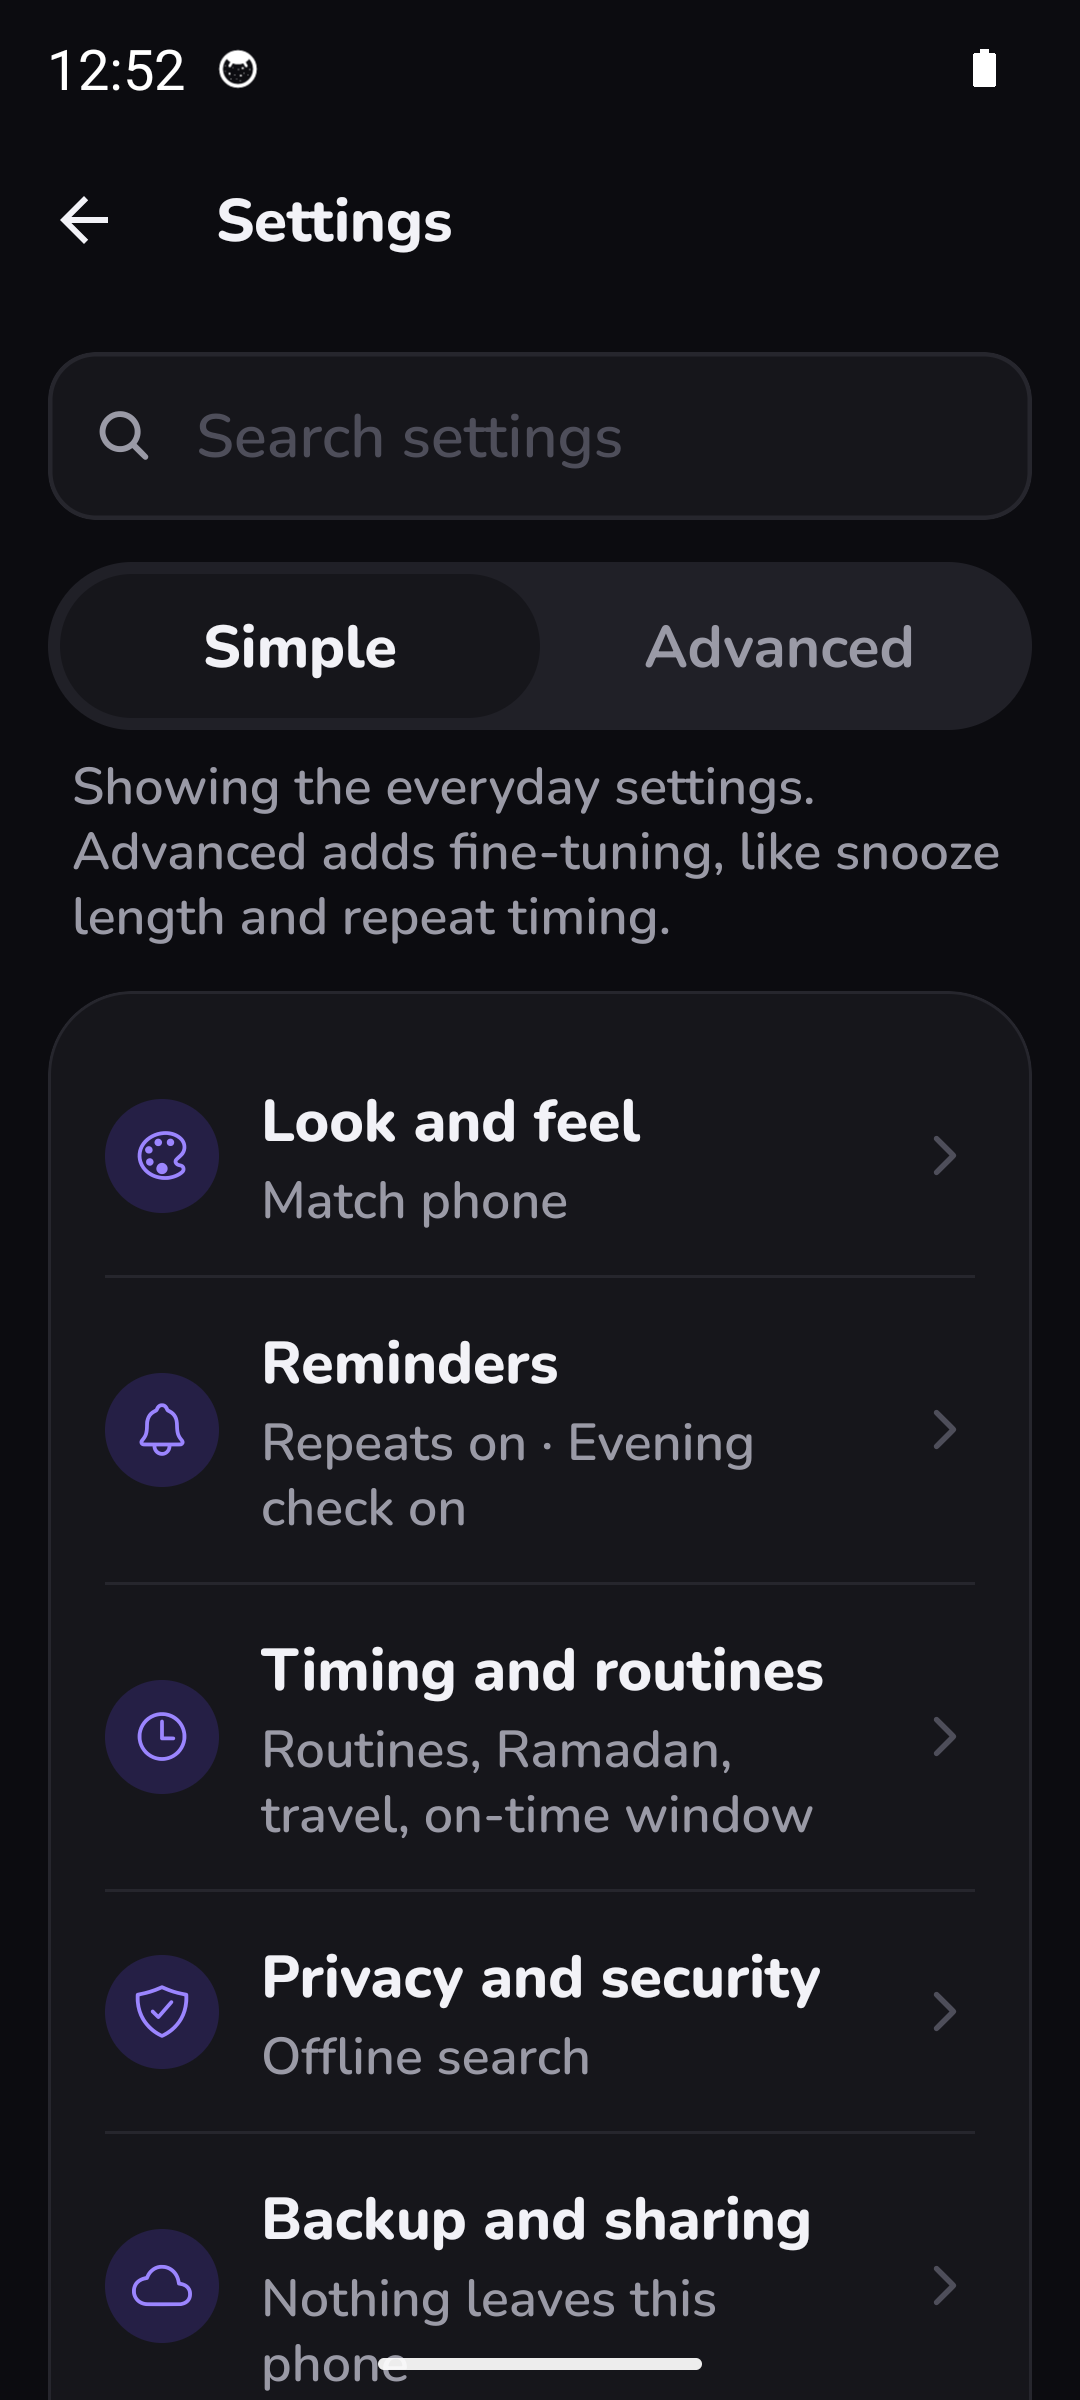 12:52
Settings
Search settings
Simple
Advanced
Showing the everyday settings.
Advanced adds fine-tuning, like snooze
length and repeat timing.
Look and feel
Match phone
Reminders
Repeats on · Evening
check on
Timing and routines
Routines, Ramadan,
travel, on-time window
Privacy and security
Offline search
Backup and sharing
Nothing leaves this
phone